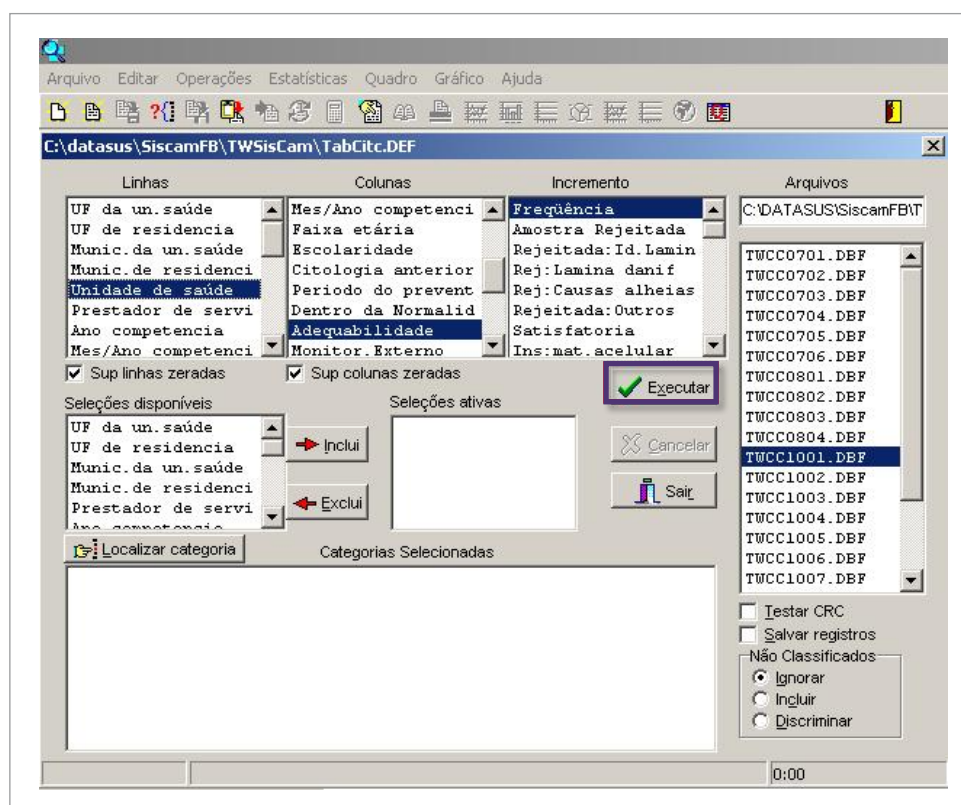 Arquivo Editar Operações Estatísticas Quadro Gráfico Ajuda
C:\datasus\SiscamFB\TWSisCam\TabCitc.DEF
Linhas Colunas Incremento Arquivos
UF da un.saúde
UF de residencia
Munic.da un.saúde
Munic.de residenci
Unidade de saúde
Prestador de servi
Ano competencia
Mes/Ano competenci
Mes/Ano competenci
Faixa etária
Escolaridade
Citologia anterior
Periodo do prevent
Dentro da Normalid
Adequabilidade
Monitor.Externo
Freqüência
Amostra Rejeitada
Rejeitada:Id.Lamin
Rej:Lamina danif
Rej:Causas alheias
Rejeitada:Outros
Satisfatoria
Ins:mat.acelular
C:\DATASUS\SiscamFB\T
TWCC0701.DBF
TWCC0702.DBF
TWCC0703.DBF
TWCC0704.DBF
TWCC0705.DBF
TWCC0706.DBF
TWCC0801.DBF
TWCC0802.DBF
TWCC0803.DBF
TWCC0804.DBF
TWCC1001.DBF
TWCC1002.DBF
TWCC1003.DBF
TWCC1004.DBF
TWCC1005.DBF
TWCC1006.DBF
TWCC1007.DBF
Sup linhas zeradas
Sup colunas zeradas
Executar
Seleções disponíveis
Seleções ativas
UF da un.saúde
UF de residencia
Munic.da un.saúde
Munic.de residenci
Prestador de servi
Ano competencia
Inclui
Exclui
Cancelar
Sair
Localizar categoria
Categorias Selecionadas
Testar CRC
Salvar registros
Não Classificados
Ignorar
Incluir
Discriminar
0:00